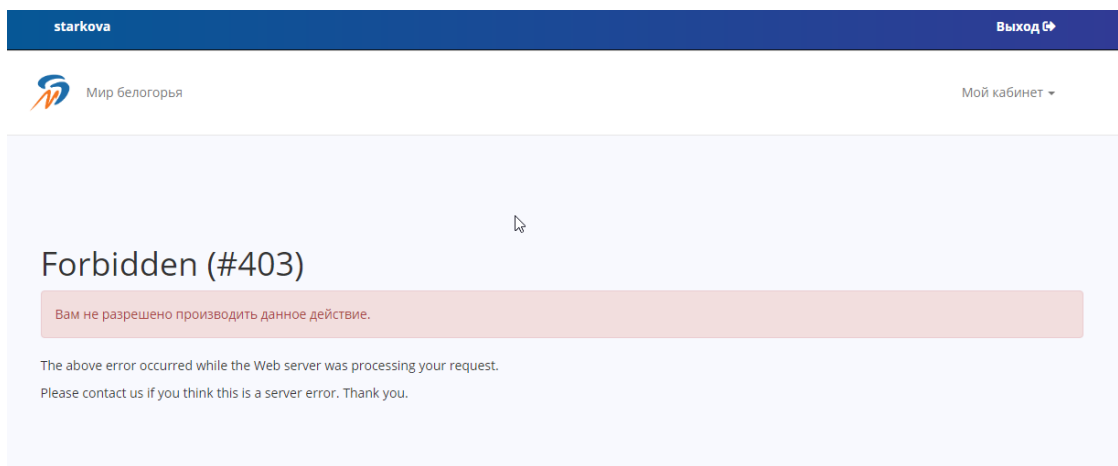 starkova
Выход
Мир белогорья
Мой кабинет
Forbidden (#403)
Вам не разрешено производить данное действие.
The above error occurred while the Web server was processing your request.
Please contact us if you think this is a server error. Thank you.